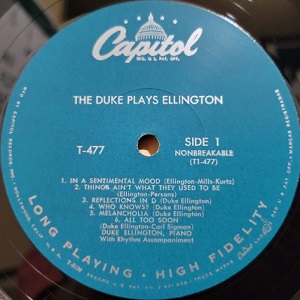 Capitol
REG. U.S. PAT. OFF.
THE DUKE PLAYS ELLINGTON
T-477
SIDE 1
NONBREAKABLE
(T1-477)
1. IN A SENTIMENTAL MOOD (Ellington-Mills-Kurtz)
2. THINGS AIN'T WHAT THEY USED TO BE
(Ellington-Persons)
3. REFLECTIONS IN D (Duke Ellington)
4. WHO KNOWS? (Duke Ellington)
5. MELANCHOLIA (Duke Ellington)
6. ALL TOO SOON
(Duke Ellington-Carl Sigman)
DUKE ELLINGTON, PIANO
With Rhythm Accompaniment
LONG PLAYING · HIGH FIDELITY